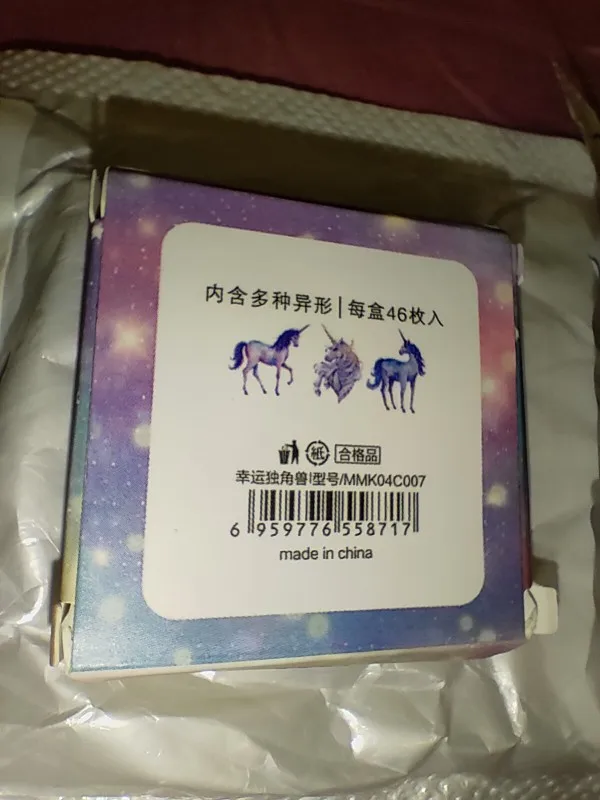 内含多种异形|每盒46枚入
紙 合格品
幸运独角兽|型号/MMK04C007
6 959776 558717
made in china